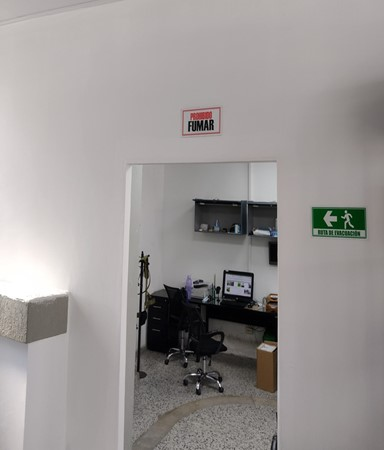 PROHIBIDO
FUMAR
RUTA DE EVACUACIÓN